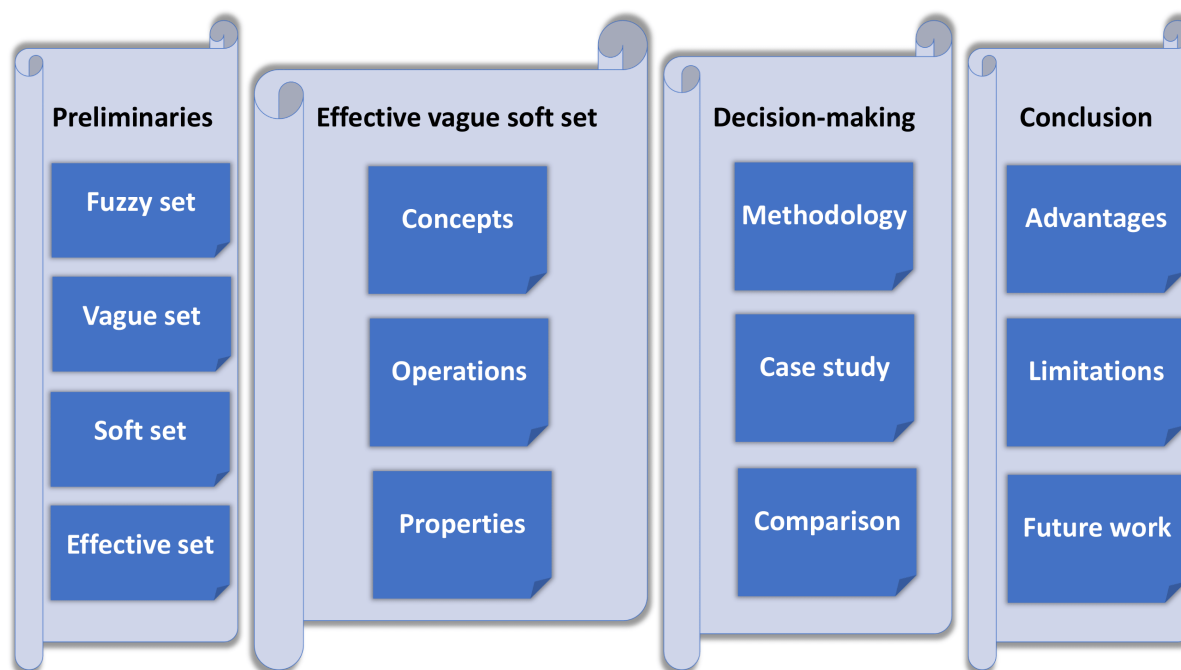 Preliminaries
Fuzzy set
Vague set
Soft set
Effective set
Effective vague soft set
Concepts
Operations
Properties
Decision-making
Methodology
Case study
Comparison
Conclusion
Advantages
Limitations
Future work